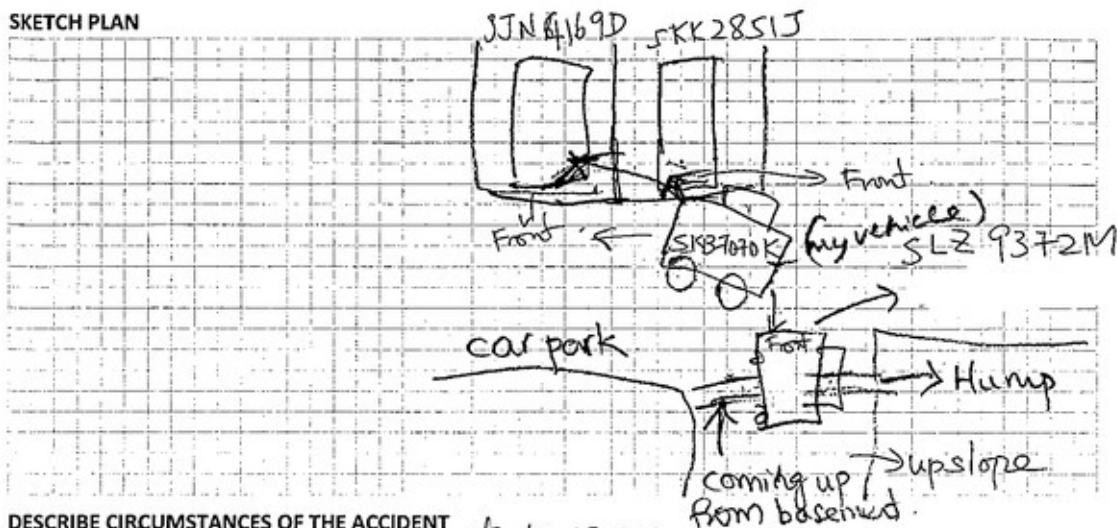 SKETCH PLAN
SJN4169D SKK2851J
Front
Front
SKB7070K (my vehicle)
SLZ 9372M
car park
Front
Hump
upslope
coming up
from basement.
DESCRIBE CIRCUMSTANCES OF THE ACCIDENT